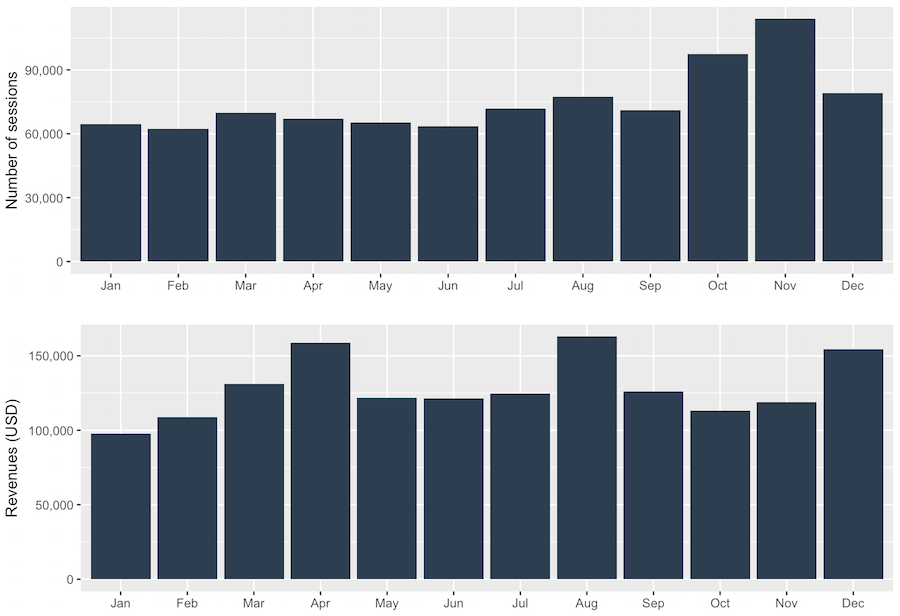 Number of sessions
90,000
60,000
30,000
0
Jan Feb Mar Apr May Jun Jul Aug Sep Oct Nov Dec
Revenues (USD)
150,000
100,000
50,000
0
Jan Feb Mar Apr May Jun Jul Aug Sep Oct Nov Dec